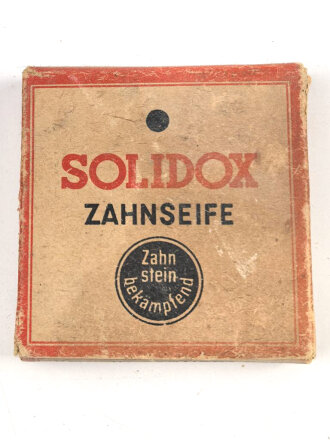 SOLIDOX
ZAHNSEIFE
Zahn
stein
bekämpfend